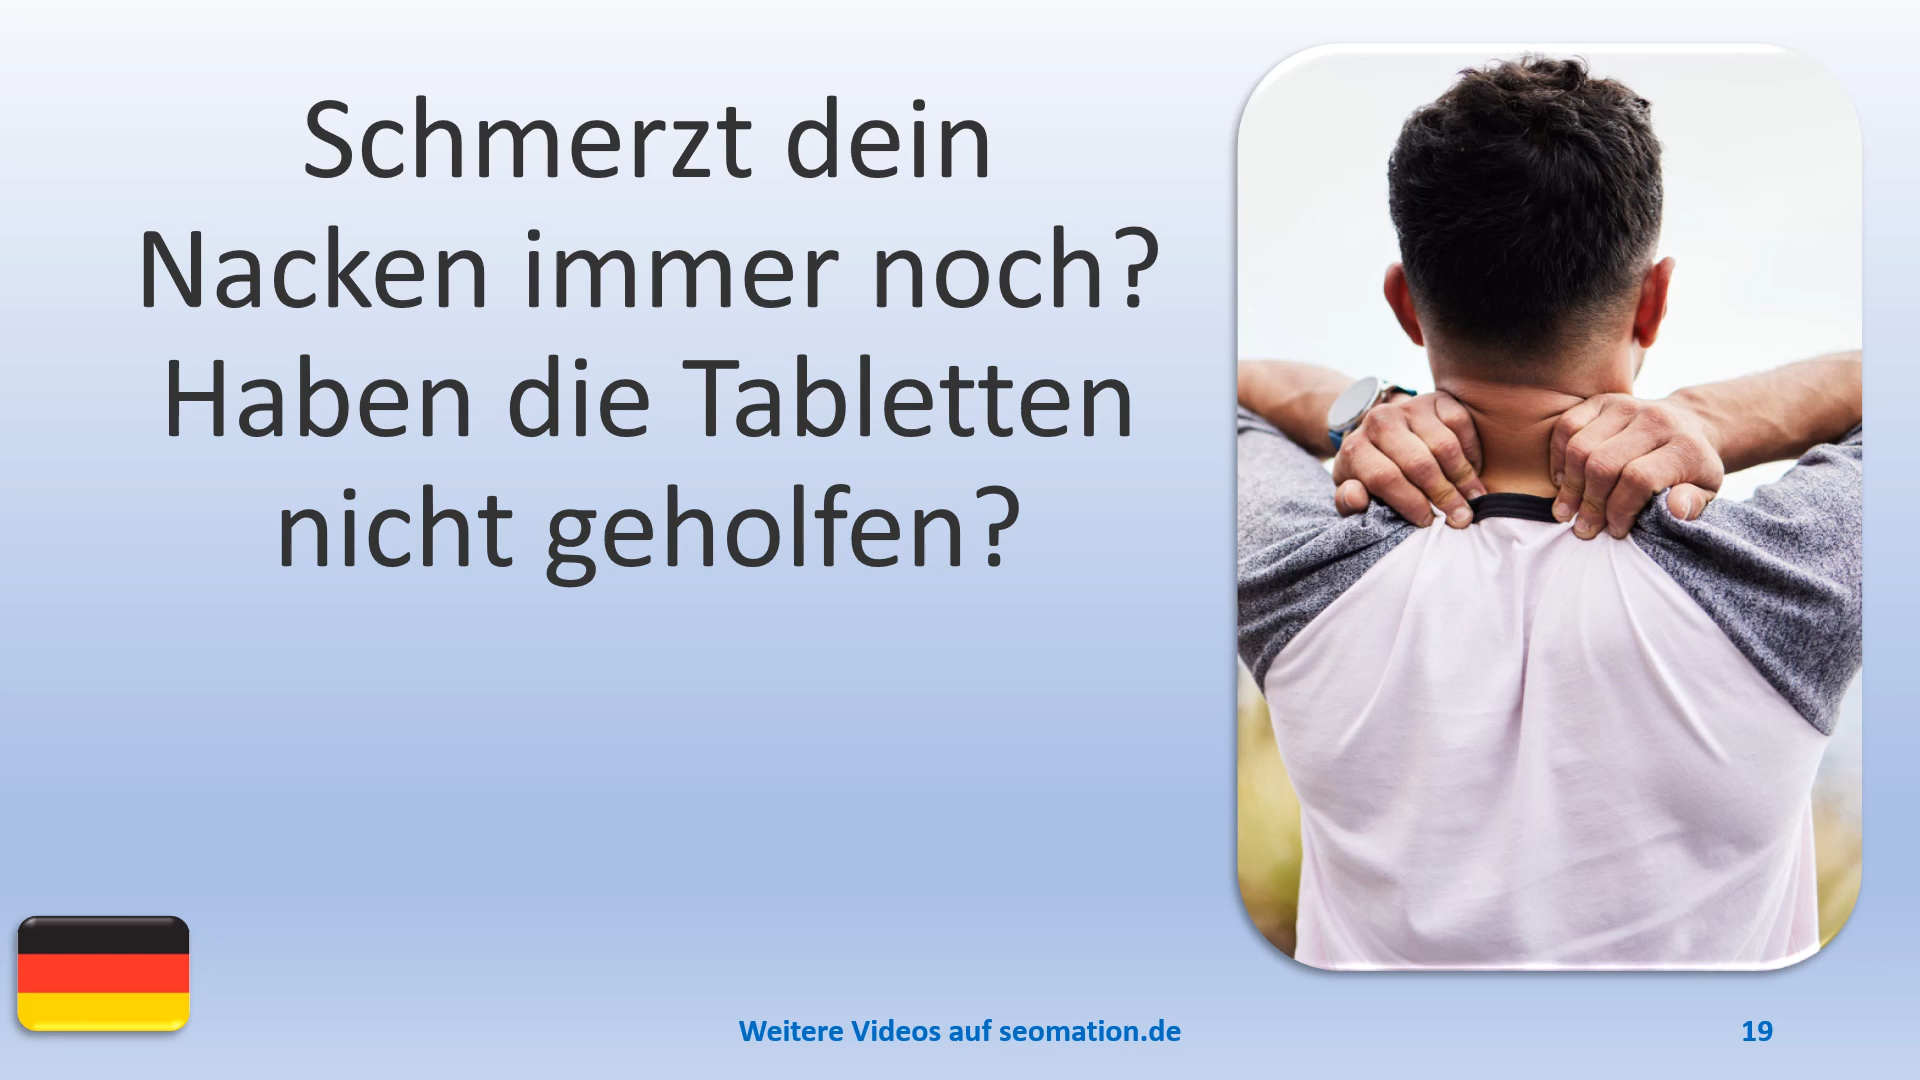 Schmerzt dein
Nacken immer noch?
Haben die Tabletten
nicht geholfen?
Weitere Videos auf seomation.de
19